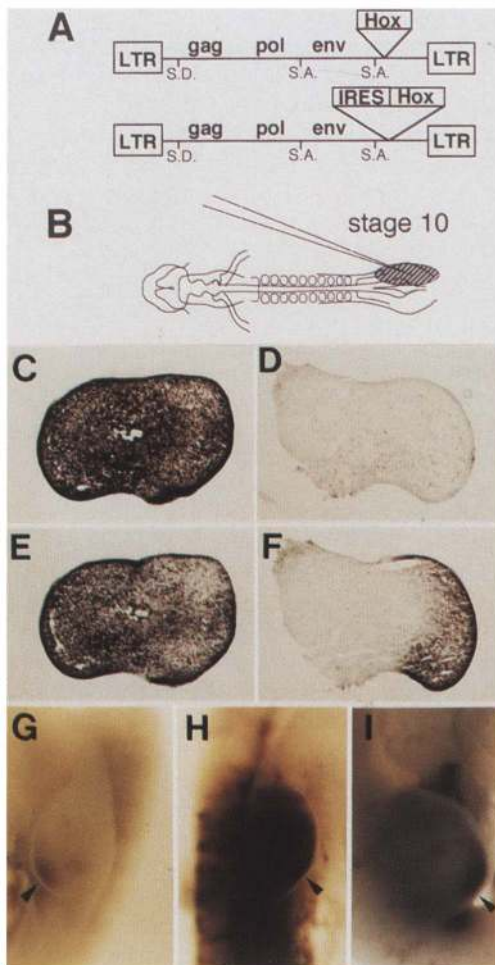 A
Hox
LTR gag pol env LTR
S.D. S.A. S.A.
IRES Hox
LTR gag pol env LTR
S.D. S.A. S.A.
B
stage 10
C D
E F
G H I